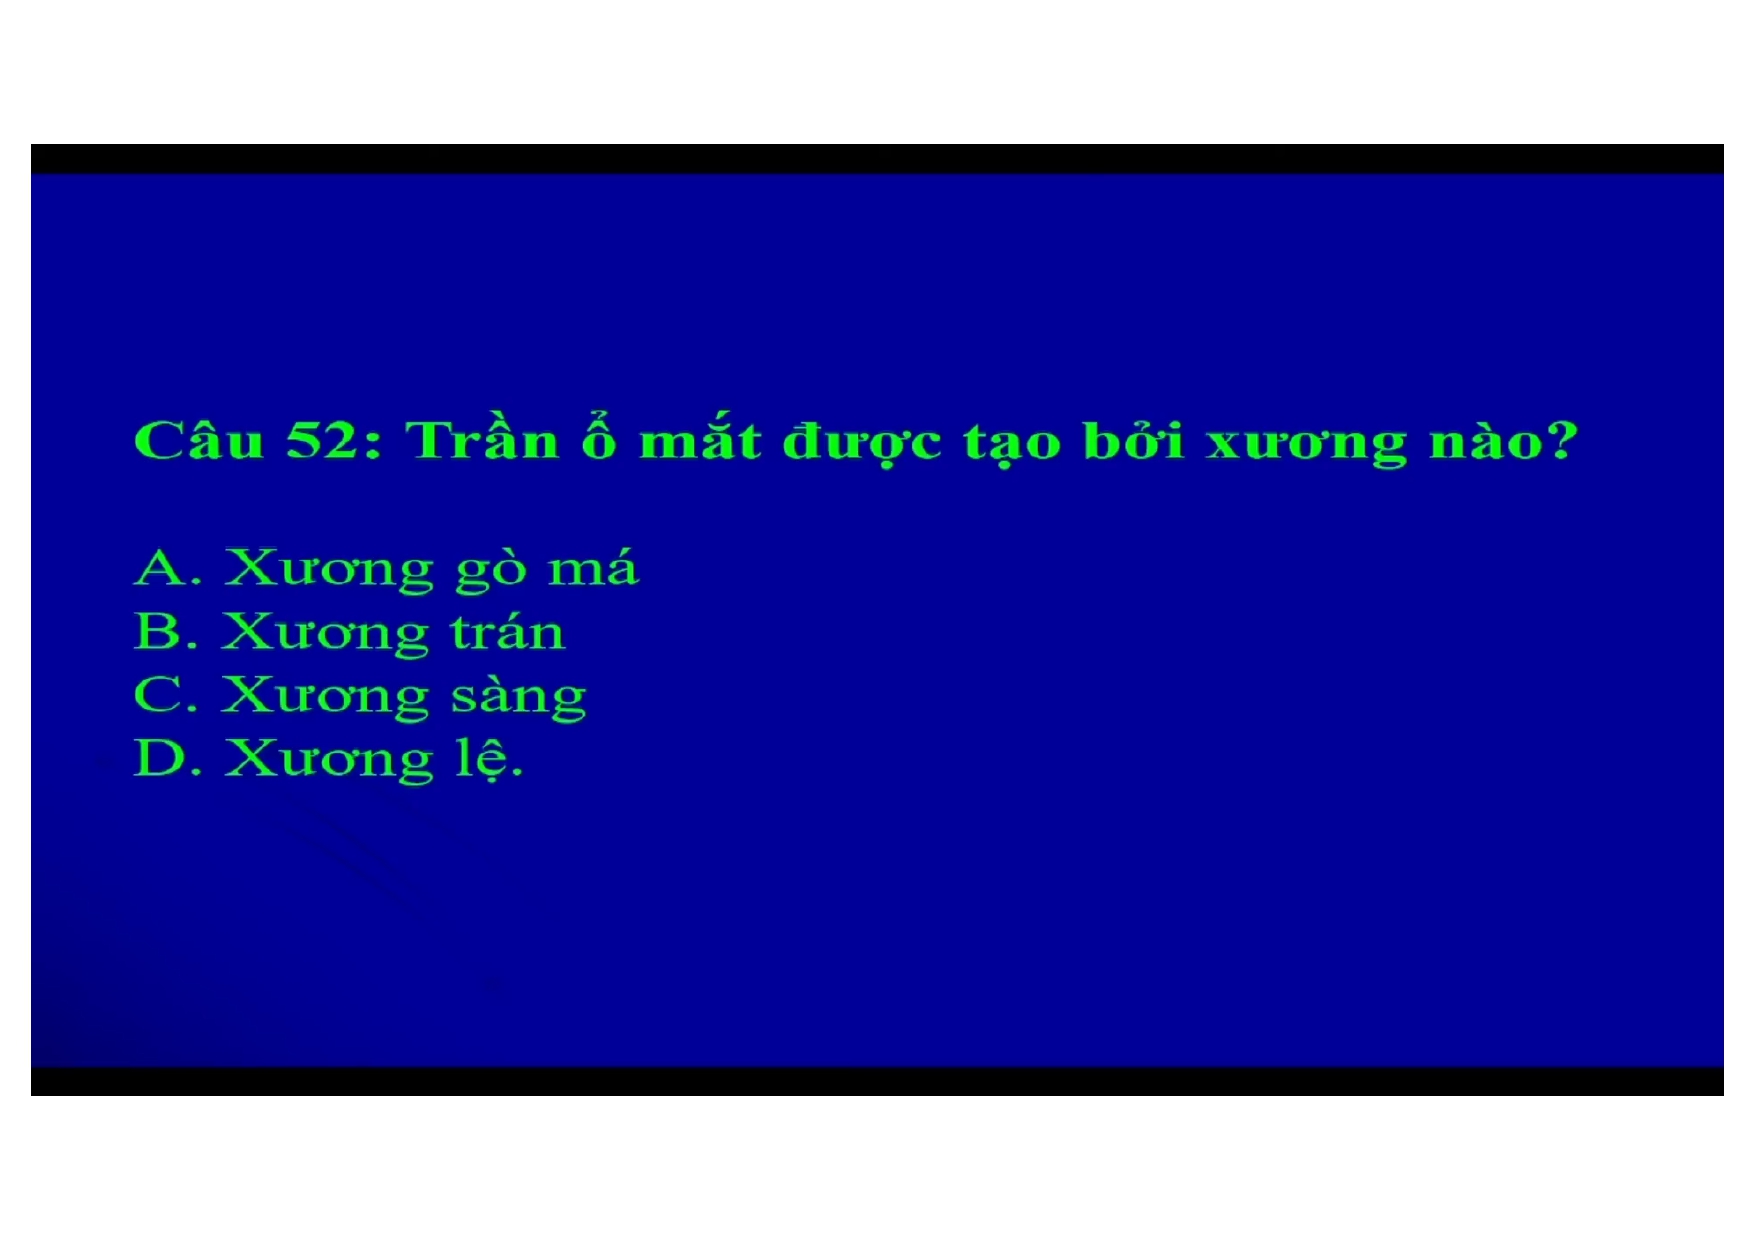 Câu 52: Trần ổ mắt được tạo bởi xương nào?
A. Xương gò má
B. Xương trán
C. Xương sàng
D. Xương lệ.